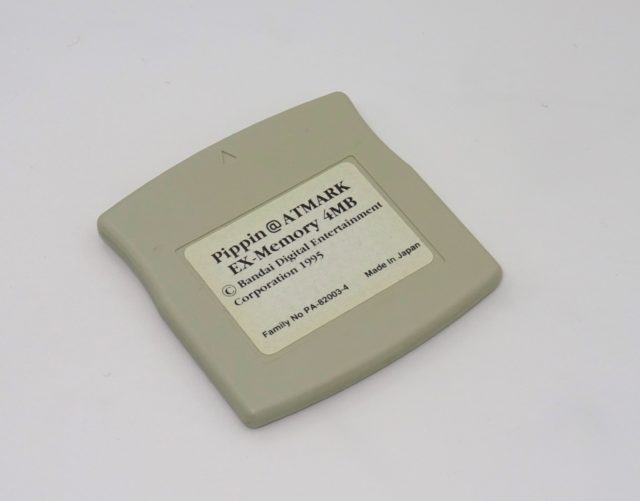 Pippin @ ATMARK
EX-Memory 4MB
© Bandai Digital Entertainment
Corporation 1995
Family No PA-82003-4 Made in Japan